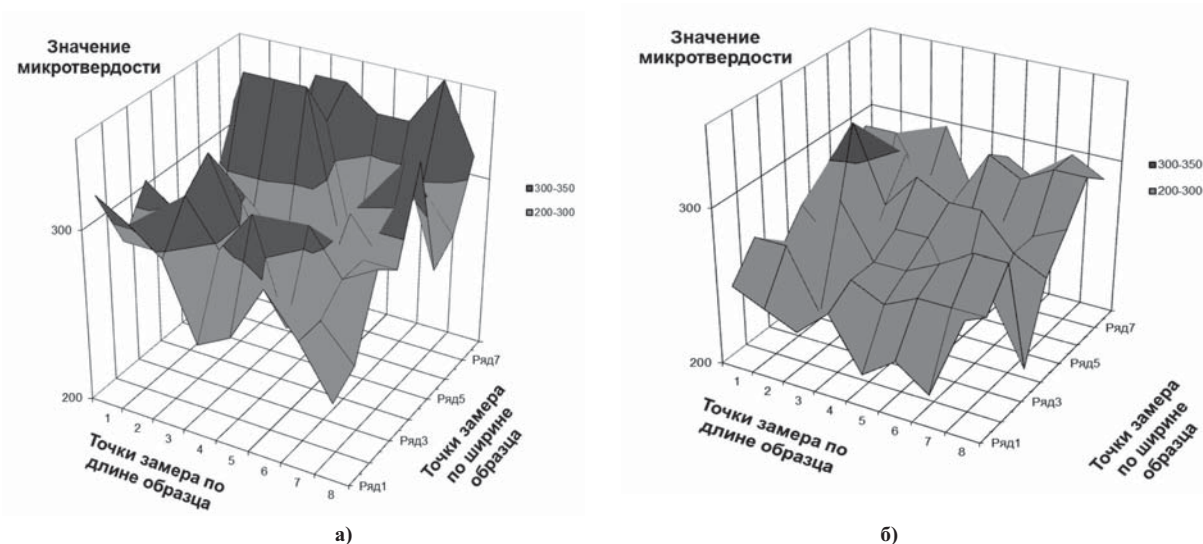 Значение
микротвердости
300
200
1
2
3
4
5
6
7
8
Ряд1
Ряд3
Ряд5
Ряд7
Точки замера по
длине образца
Точки замера
по ширине
образца
300-350
200-300
а)
Значение
микротвердости
300
200
1
2
3
4
5
6
7
8
Ряд1
Ряд3
Ряд5
Ряд7
Точки замера по
длине образца
Точки замера
по ширине
образца
300-350
200-300
б)